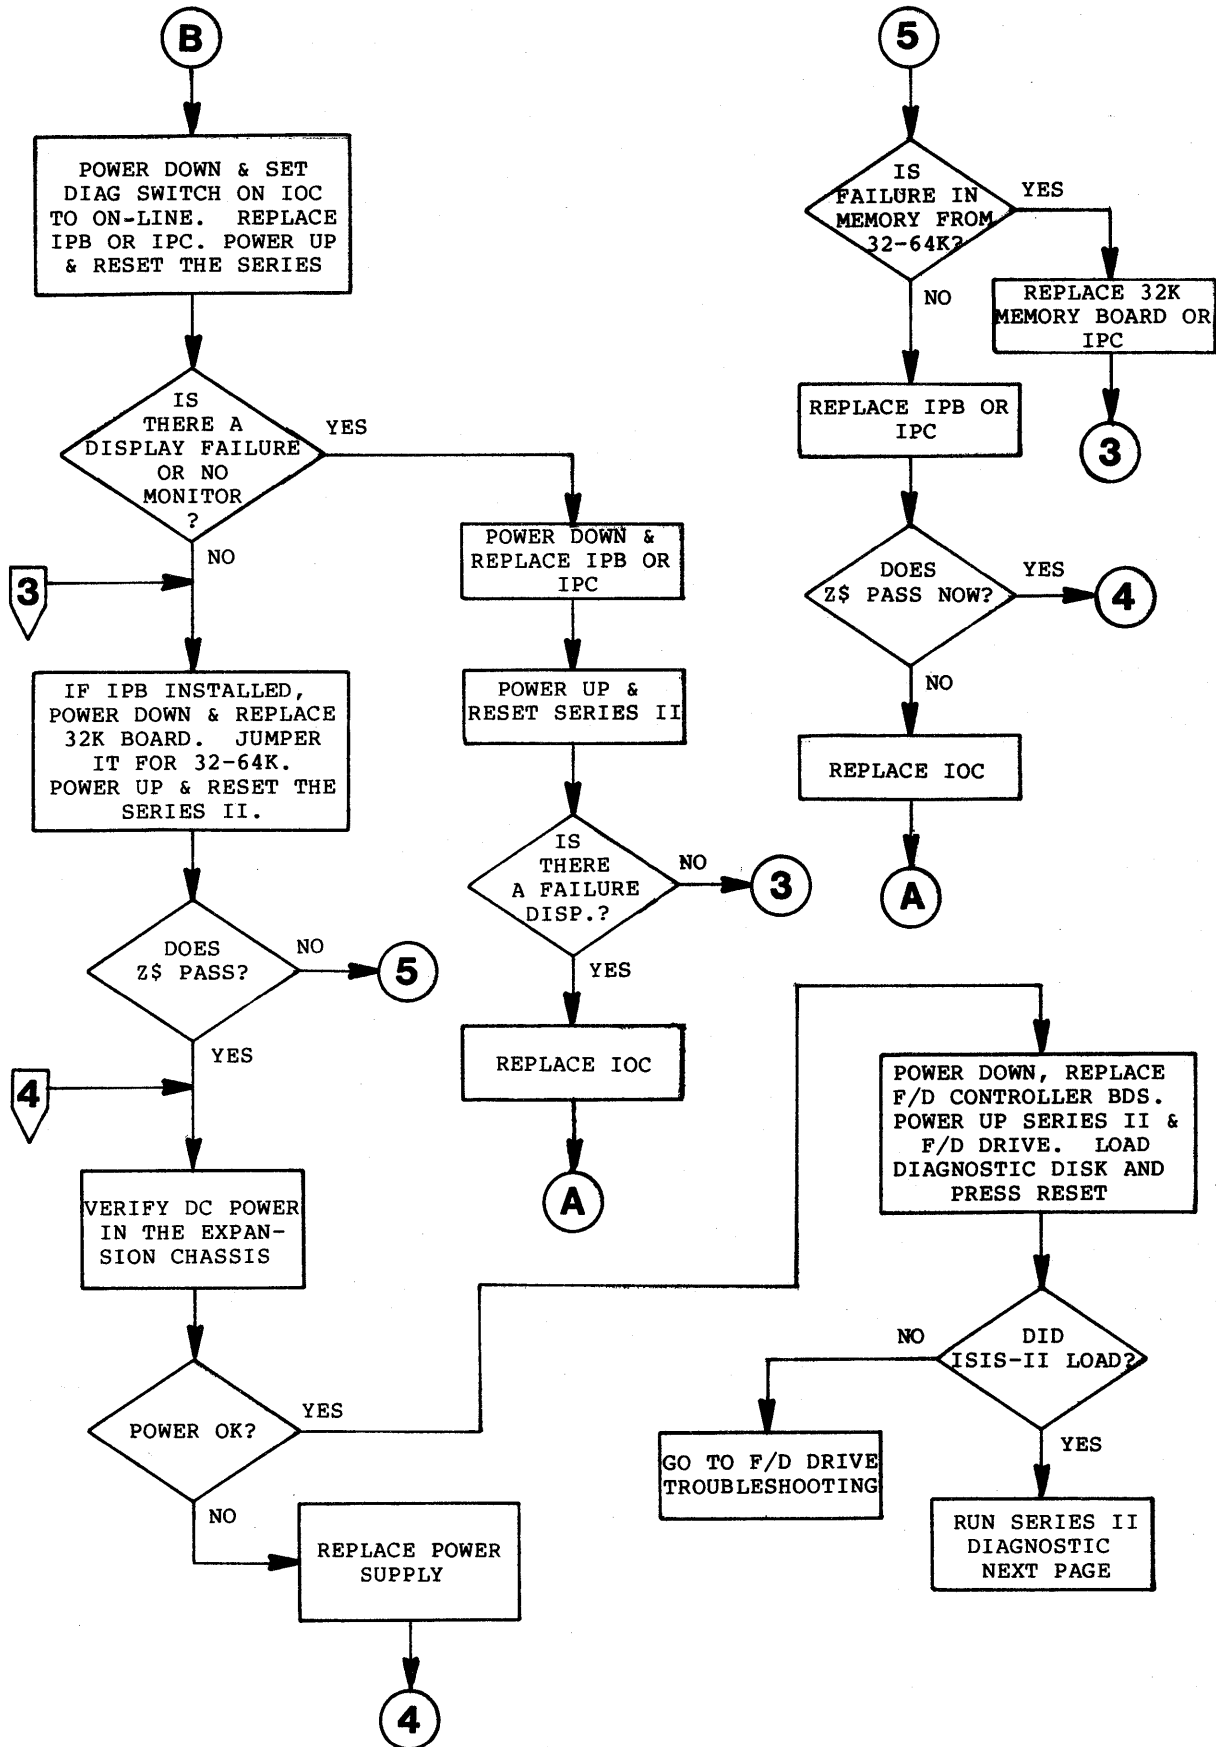 B
POWER DOWN & SET
DIAG SWITCH ON IOC
TO ON-LINE. REPLACE
IPB OR IPC. POWER UP
& RESET THE SERIES
IS
THERE A
DISPLAY FAILURE
OR NO
MONITOR
?
YES
NO
3
IF IPB INSTALLED,
POWER DOWN & REPLACE
32K BOARD. JUMPER
IT FOR 32-64K.
POWER UP & RESET THE
SERIES II.
DOES
Z$ PASS?
NO
5
YES
4
VERIFY DC POWER
IN THE EXPAN-
SION CHASSIS
POWER OK?
YES
NO
REPLACE POWER
SUPPLY
4
POWER DOWN &
REPLACE IPB OR
IPC
POWER UP &
RESET SERIES II
IS
THERE
A FAILURE
DISP.?
NO
3
YES
REPLACE IOC
A
5
IS
FAILURE IN
MEMORY FROM
32-64K?
YES
NO
REPLACE 32K
MEMORY BOARD OR
IPC
3
REPLACE IPB OR
IPC
DOES
Z$ PASS NOW?
YES
4
NO
REPLACE IOC
A
POWER DOWN, REPLACE
F/D CONTROLLER BDS.
POWER UP SERIES II &
F/D DRIVE. LOAD
DIAGNOSTIC DISK AND
PRESS RESET
DID
ISIS-II LOAD?
NO
GO TO F/D DRIVE
TROUBLESHOOTING
YES
RUN SERIES II
DIAGNOSTIC
NEXT PAGE